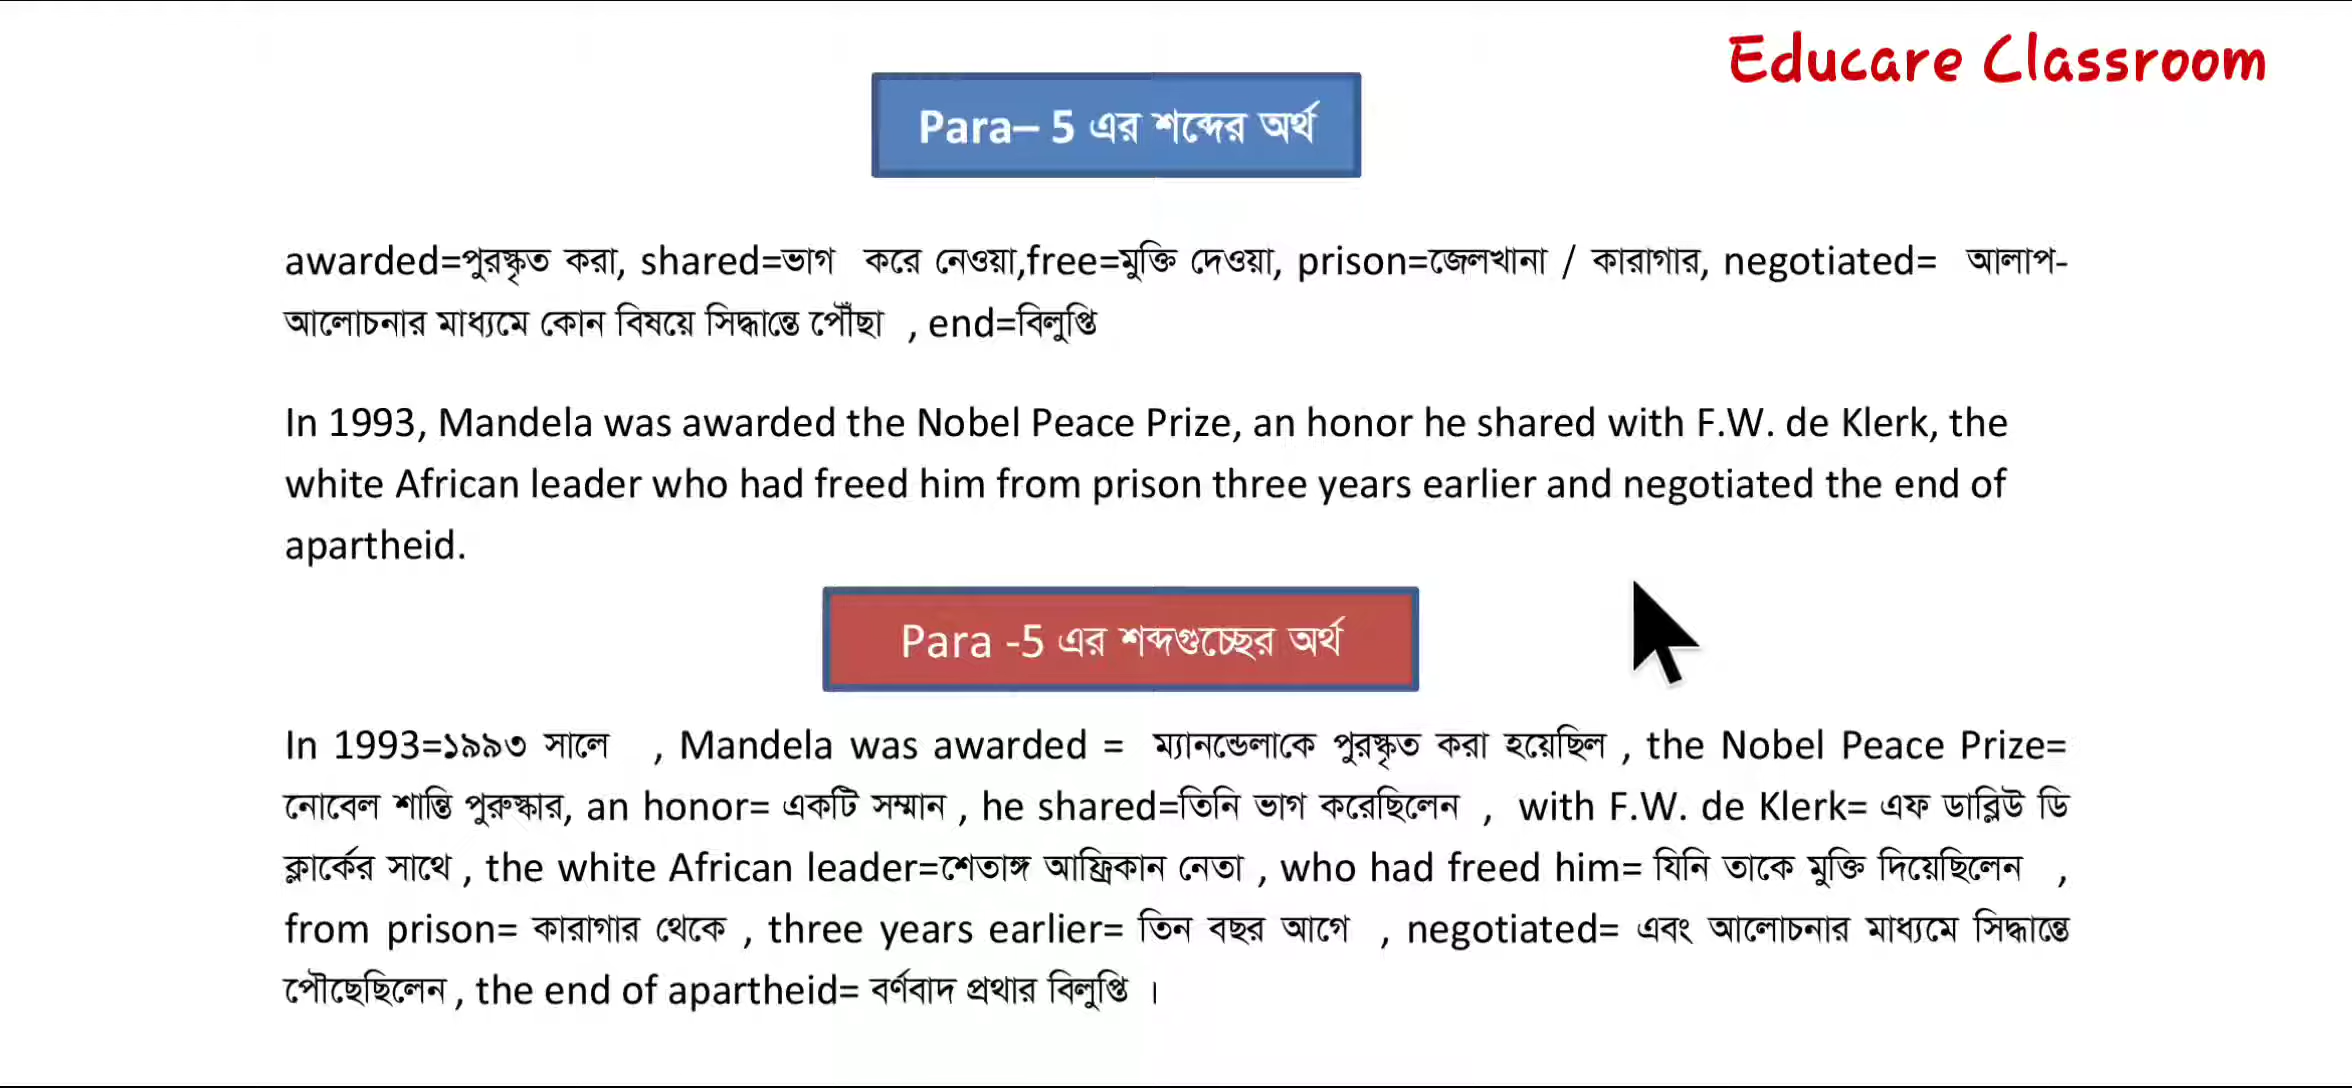 Educare Classroom
Para– 5 এর শব্দের অর্থ
awarded=পুরস্কৃত করা, shared=ভাগ করে নেওয়া,free=মুক্তি দেওয়া, prison=জেলখানা / কারাগার, negotiated= আলাপ-
আলোচনার মাধ্যমে কোন বিষয়ে সিদ্ধান্তে পৌঁছা , end=বিলুপ্তি
In 1993, Mandela was awarded the Nobel Peace Prize, an honor he shared with F.W. de Klerk, the
white African leader who had freed him from prison three years earlier and negotiated the end of
apartheid.
Para -5 এর শব্দগুচ্ছের অর্থ
In 1993=১৯৯৩ সালে , Mandela was awarded = ম্যানন্ডেলাকে পুরস্কৃত করা হয়েছিল , the Nobel Peace Prize=
নোবেল শান্তি পুরুস্কার, an honor= একটি সম্মান , he shared=তিনি ভাগ করেছিলেন , with F.W. de Klerk= এফ ডাব্লিউ ডি
ক্লার্কের সাথে , the white African leader=শেতাঙ্গ আফ্রিকান নেতা , who had freed him= যিনি তাকে মুক্তি দিয়েছিলেন ,
from prison= কারাগার থেকে , three years earlier= তিন বছর আগে , negotiated= এবং আলোচনার মাধ্যমে সিদ্ধান্তে
পৌছেছিলেন , the end of apartheid= বর্ণবাদ প্রথার বিলুপ্তি ।